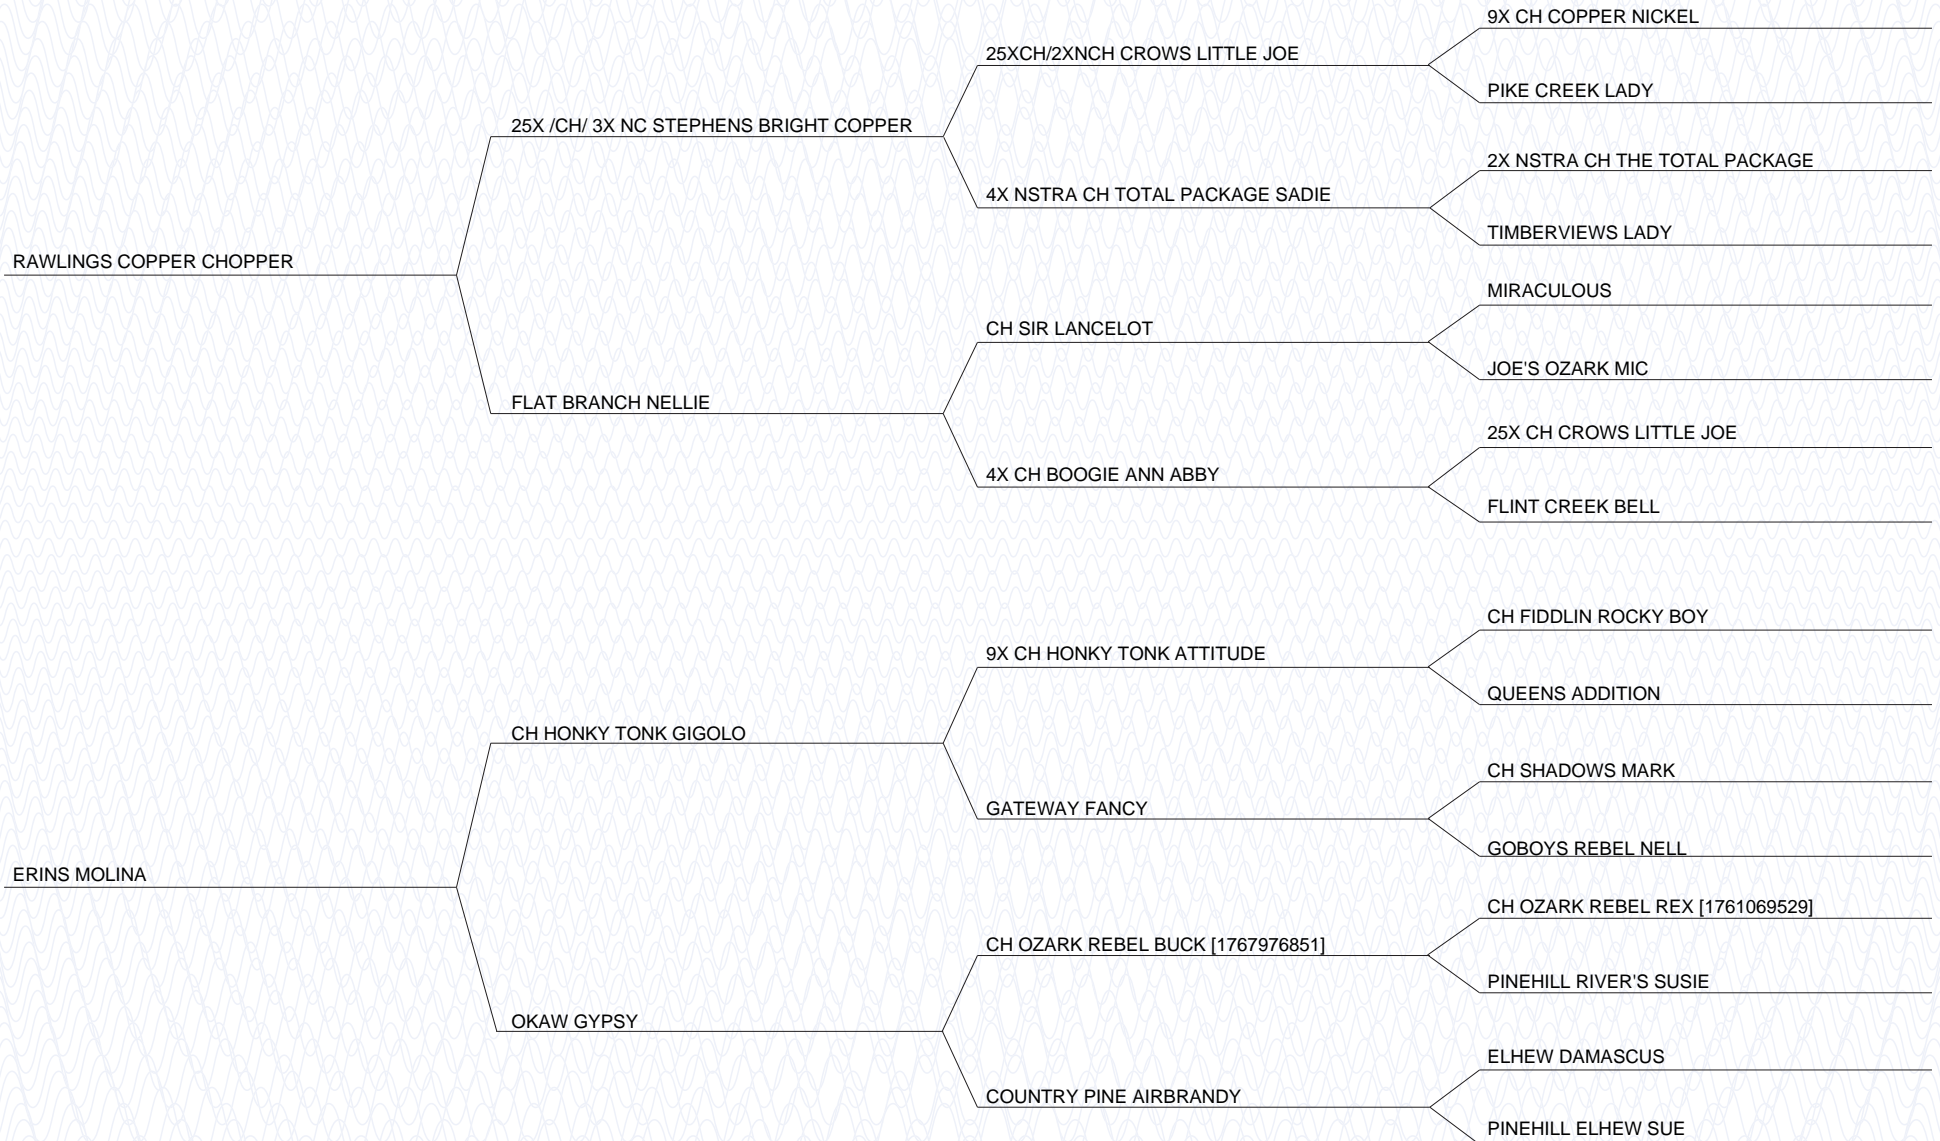 9X CH COPPER NICKEL
25XCH/2XNCH CROWS LITTLE JOE
PIKE CREEK LADY
25X /CH/ 3X NC STEPHENS BRIGHT COPPER
2X NSTRA CH THE TOTAL PACKAGE
4X NSTRA CH TOTAL PACKAGE SADIE
TIMBERVIEWS LADY
RAWLINGS COPPER CHOPPER
MIRACULOUS
CH SIR LANCELOT
JOE'S OZARK MIC
FLAT BRANCH NELLIE
25X CH CROWS LITTLE JOE
4X CH BOOGIE ANN ABBY
FLINT CREEK BELL
CH FIDDLIN ROCKY BOY
9X CH HONKY TONK ATTITUDE
QUEENS ADDITION
CH HONKY TONK GIGOLO
CH SHADOWS MARK
GATEWAY FANCY
GOBOYS REBEL NELL
ERINS MOLINA
CH OZARK REBEL REX [1761069529]
CH OZARK REBEL BUCK [1767976851]
PINEHILL RIVER'S SUSIE
OKAW GYPSY
ELHEW DAMASCUS
COUNTRY PINE AIRBRANDY
PINEHILL ELHEW SUE